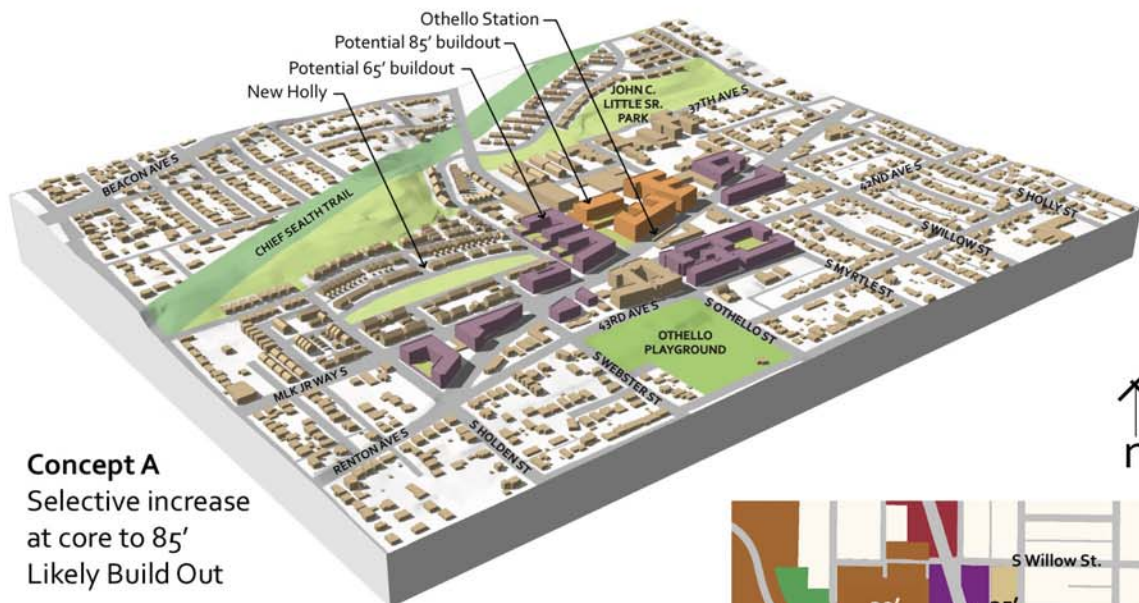 Othello Station
Potential 85' buildout
Potential 65' buildout
New Holly
JOHN C.
LITTLE SR.
PARK
37TH AVE S
BEACON AVE S
42ND AVE S
S HOLLY ST
CHIEF SEALTH TRAIL
S WILLOW ST
S MYRTLE ST
43RD AVE S
S OTHELLO ST
OTHELLO
PLAYGROUND
S WEBSTER ST
MLK JR WAY S
RENTON AVE S
S HOLDEN ST
Concept A
Selective increase
at core to 85'
Likely Build Out
S Willow St.